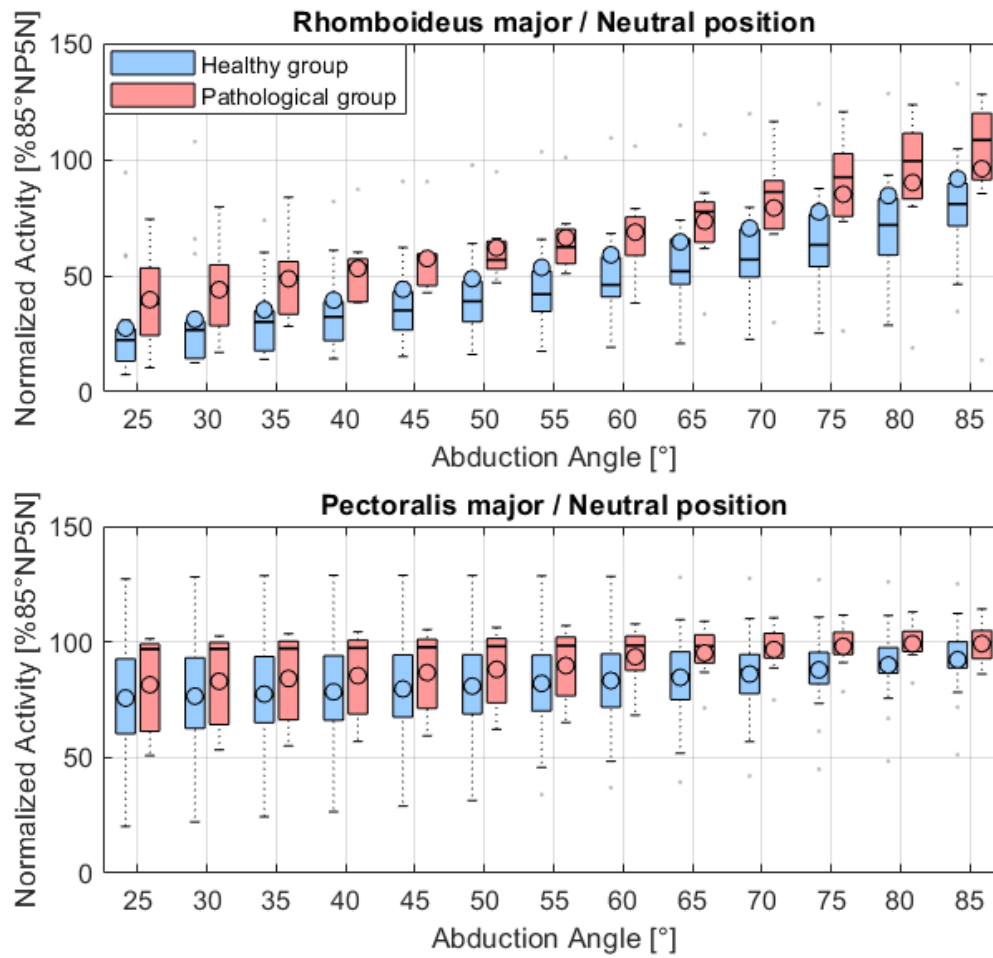 Rhomboideus major / Neutral position
Normalized Activity [%85°NP5N]
150
100
50
0
Healthy group
Pathological group
25 30 35 40 45 50 55 60 65 70 75 80 85
Abduction Angle [°]
Pectoralis major / Neutral position
Normalized Activity [%85°NP5N]
150
100
50
0
25 30 35 40 45 50 55 60 65 70 75 80 85
Abduction Angle [°]